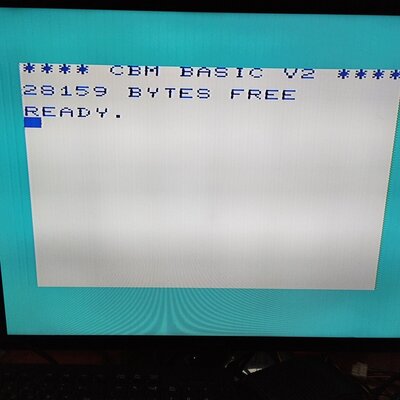 **** CBM BASIC V2 ****
28159 BYTES FREE
READY.